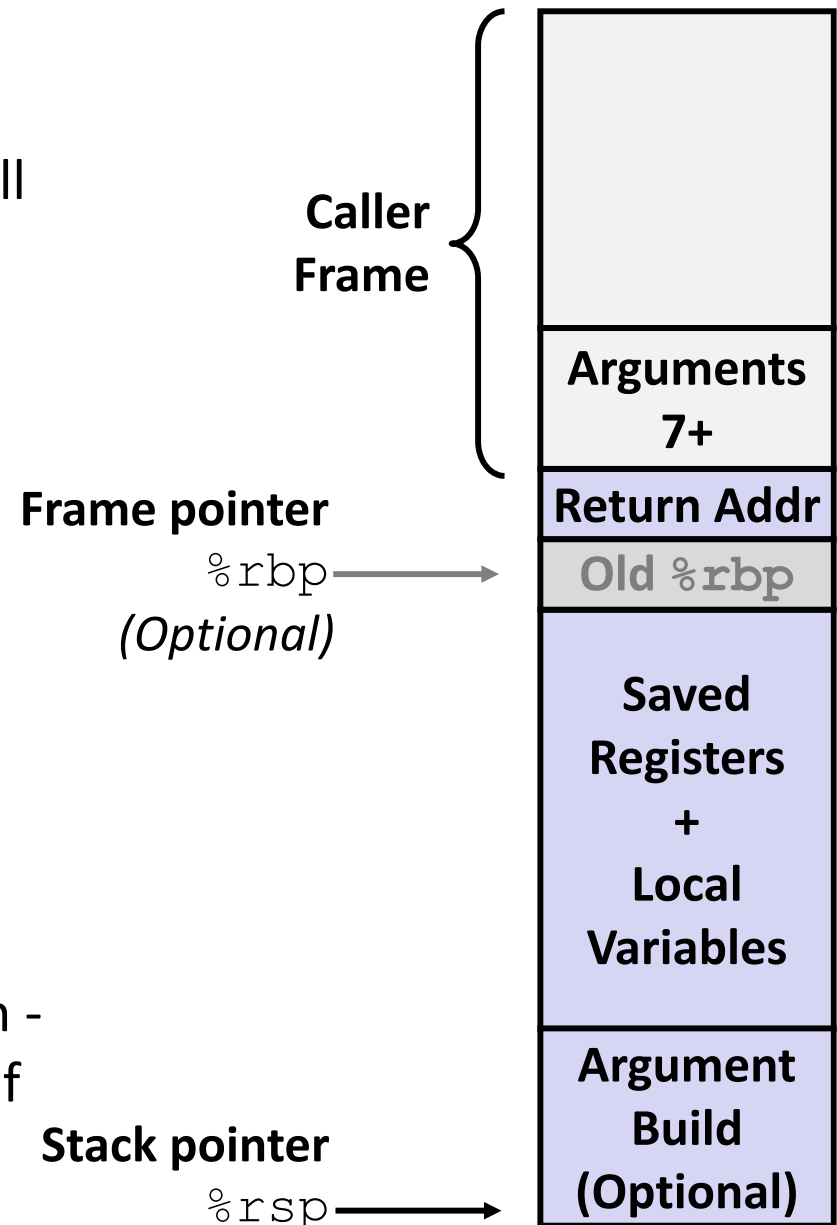 ll
Caller
Frame
Arguments
7+
Frame pointer
%rbp
(Optional)
Return Addr
Old %rbp
Saved
Registers
+
Local
Variables
n -
f
Stack pointer
%rsp
Argument
Build
(Optional)